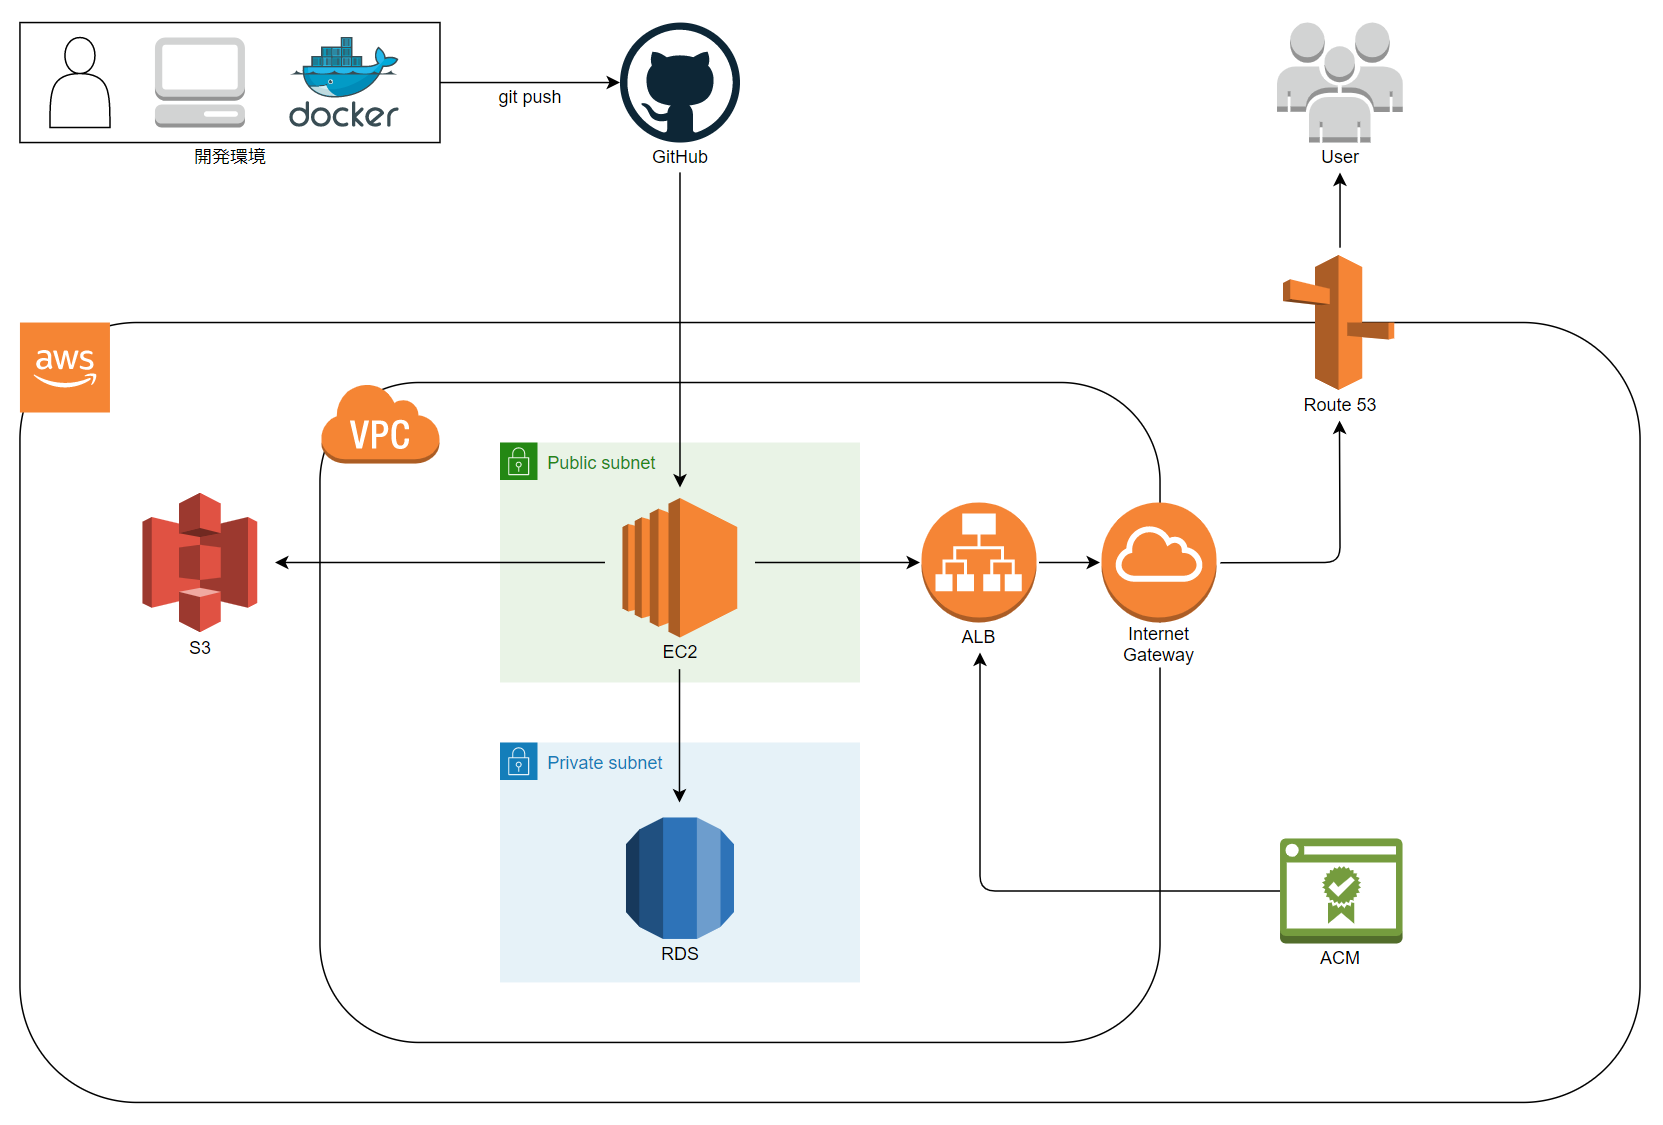 docker
git push
開発環境
GitHub
User
aws
Route 53
VPC
Public subnet
S3
EC2
ALB
Internet
Gateway
Private subnet
RDS
ACM